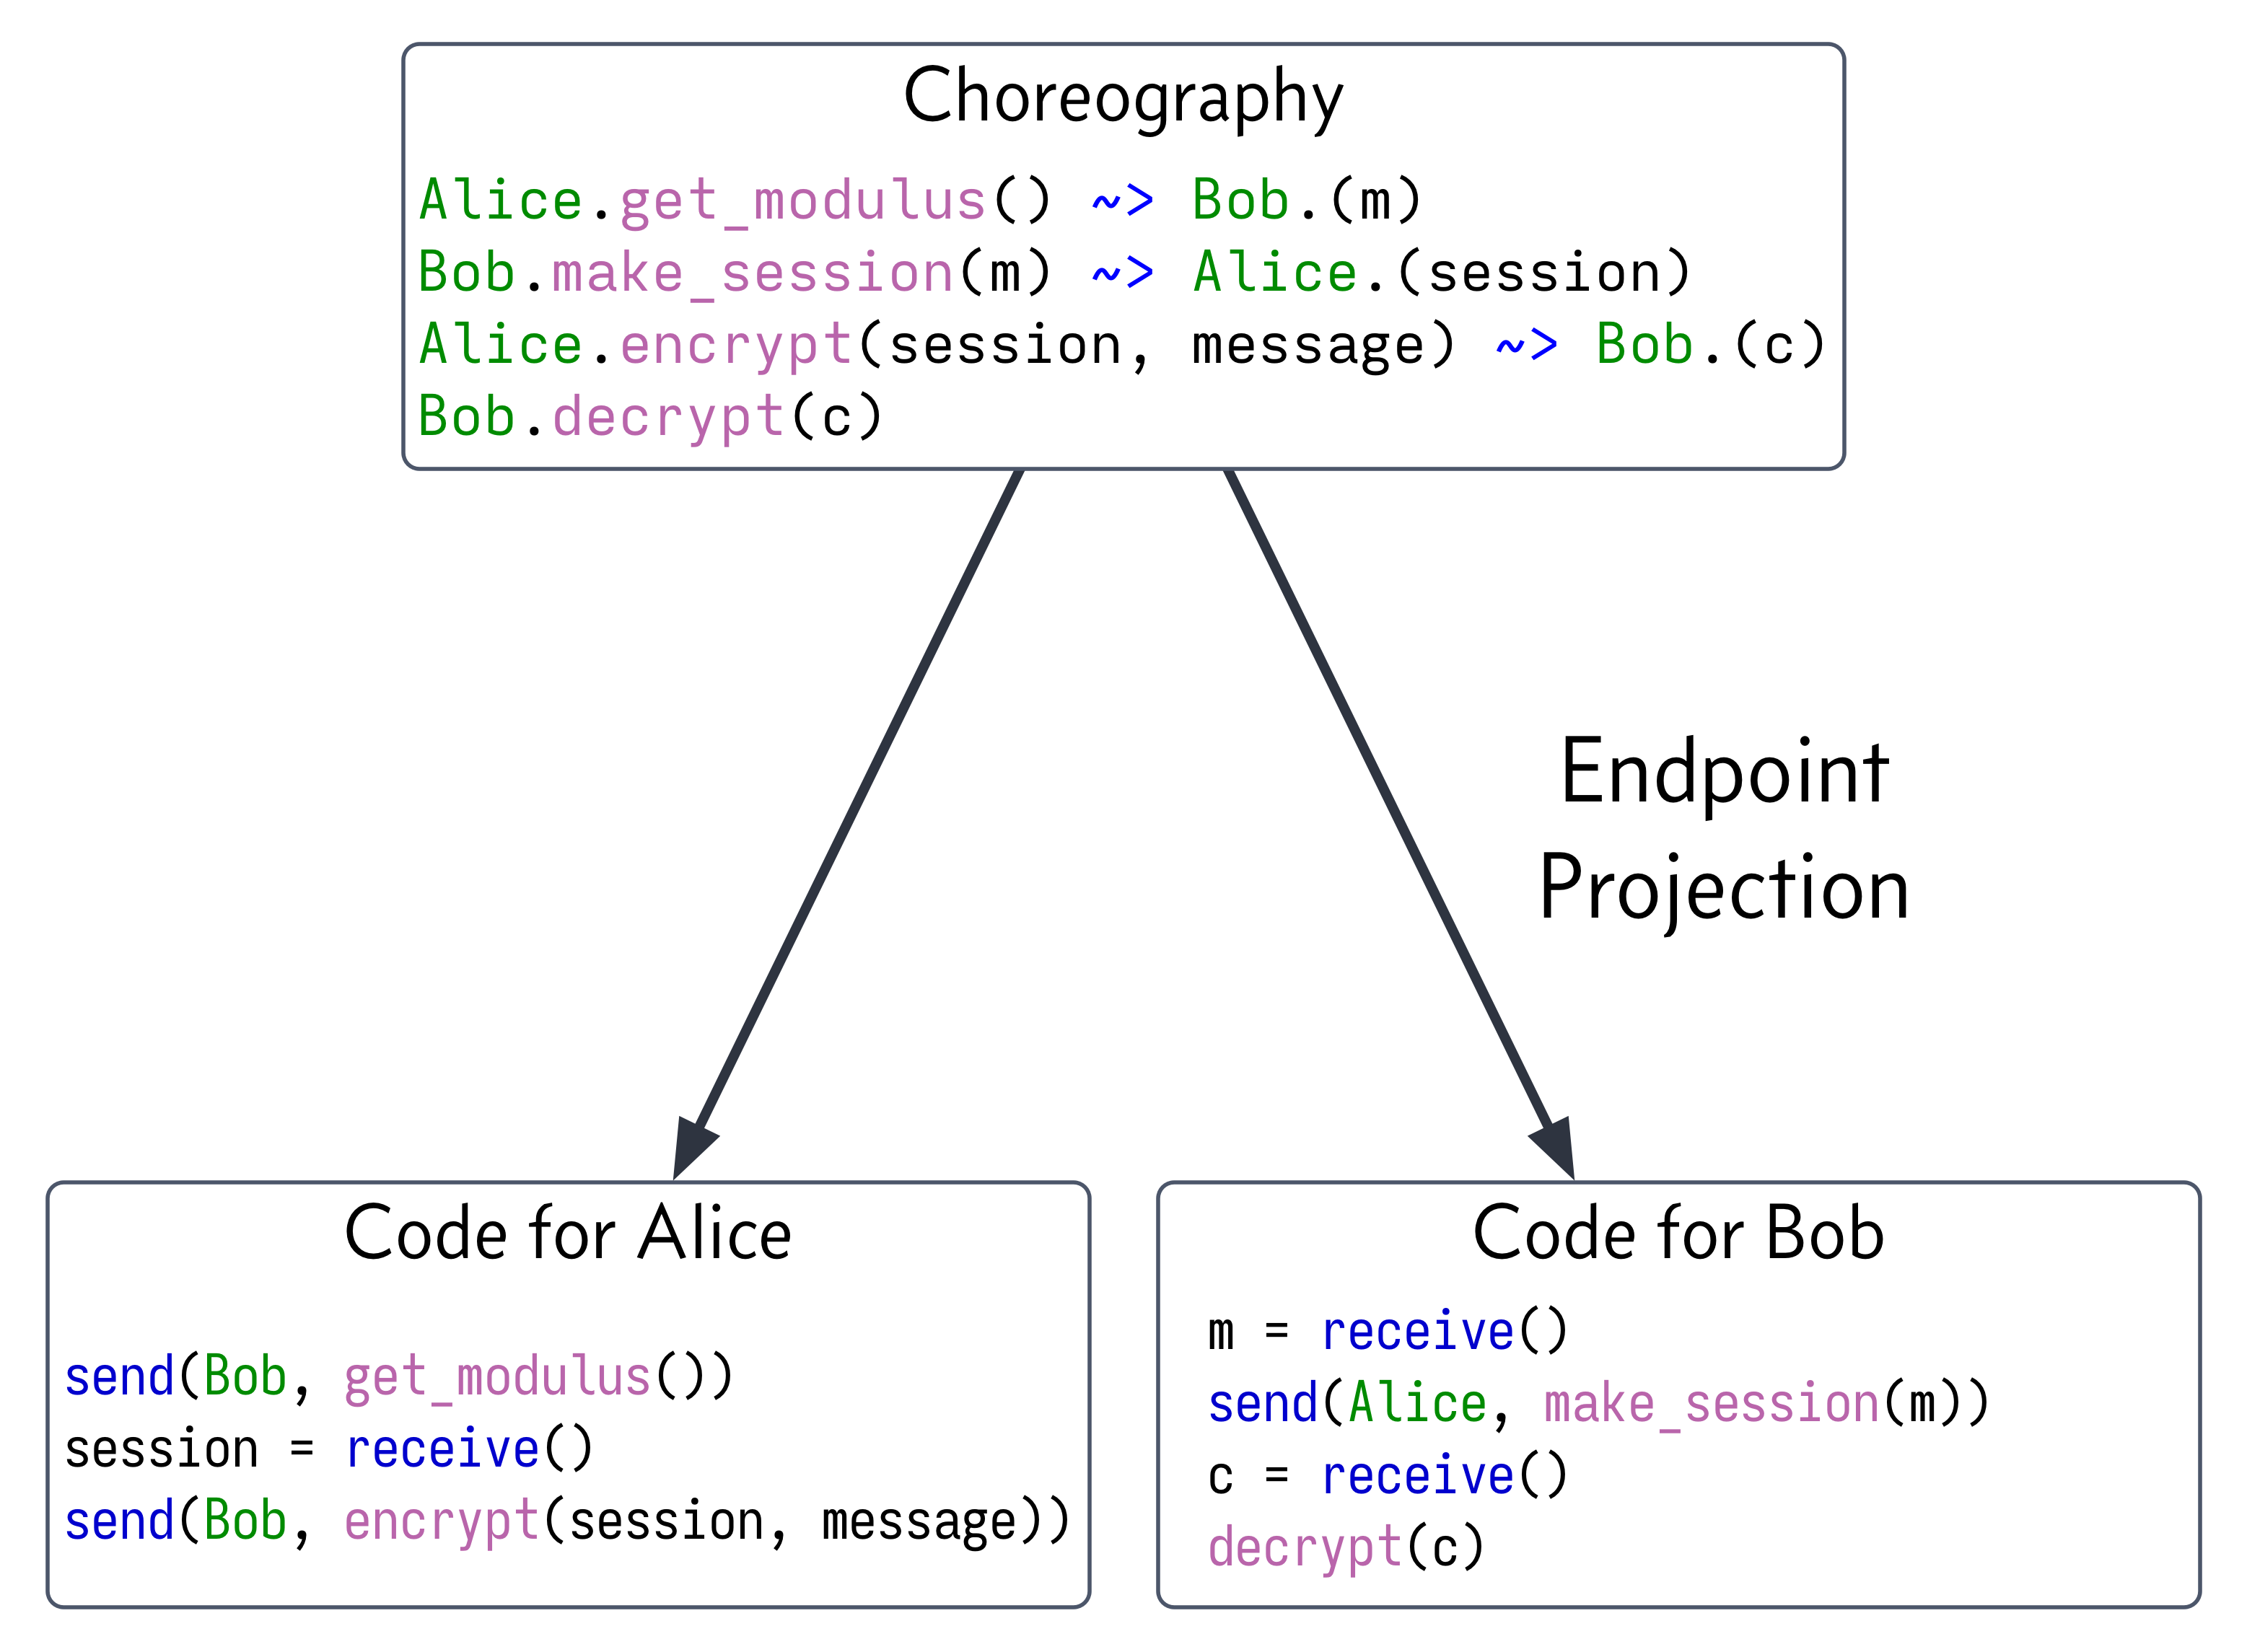 Choreography
Alice.get_modulus() ~> Bob.(m)
Bob.make_session(m) ~> Alice.(session)
Alice.encrypt(session, message) ~> Bob.(c)
Bob.decrypt(c)
Endpoint
Projection
Code for Alice
send(Bob, get_modulus())
session = receive()
send(Bob, encrypt(session, message))
Code for Bob
m = receive()
send(Alice, make_session(m))
c = receive()
decrypt(c)